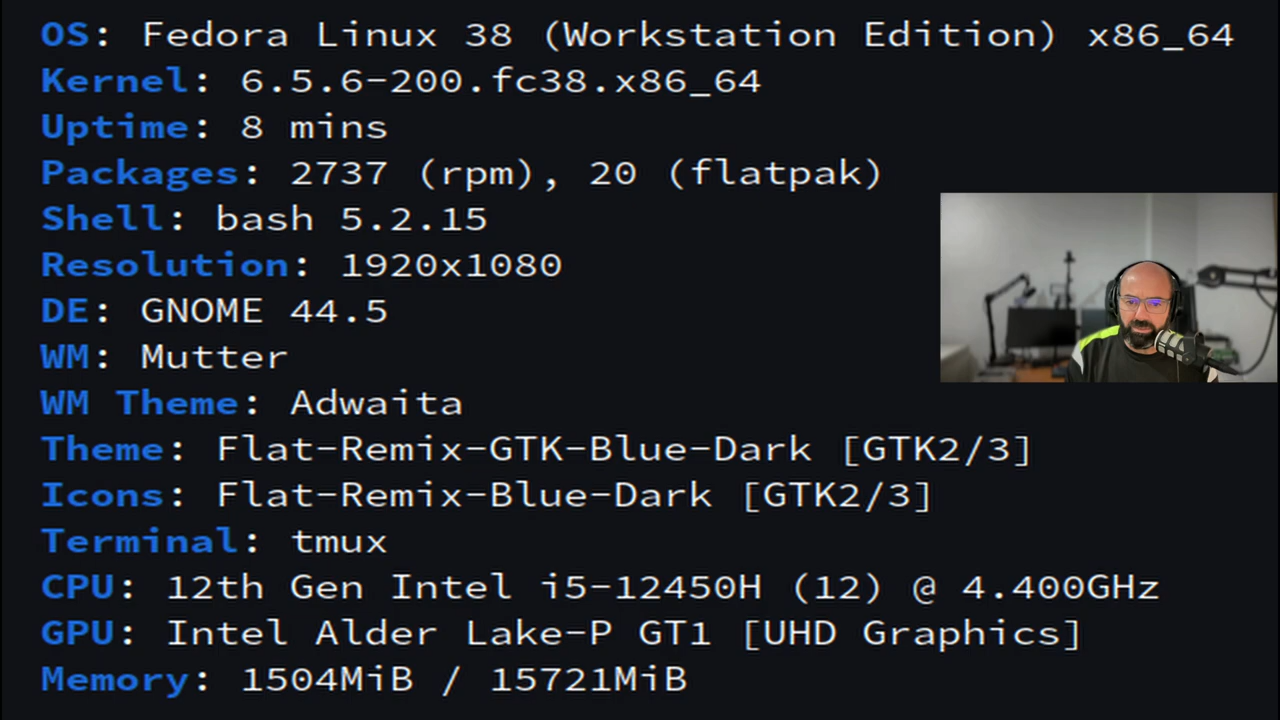 OS: Fedora Linux 38 (Workstation Edition) x86_64
Kernel: 6.5.6-200.fc38.x86_64
Uptime: 8 mins
Packages: 2737 (rpm), 20 (flatpak)
Shell: bash 5.2.15
Resolution: 1920x1080
DE: GNOME 44.5
WM: Mutter
WM Theme: Adwaita
Theme: Flat-Remix-GTK-Blue-Dark [GTK2/3]
Icons: Flat-Remix-Blue-Dark [GTK2/3]
Terminal: tmux
CPU: 12th Gen Intel i5-12450H (12) @ 4.400GHz
GPU: Intel Alder Lake-P GT1 [UHD Graphics]
Memory: 1504MiB / 15721MiB